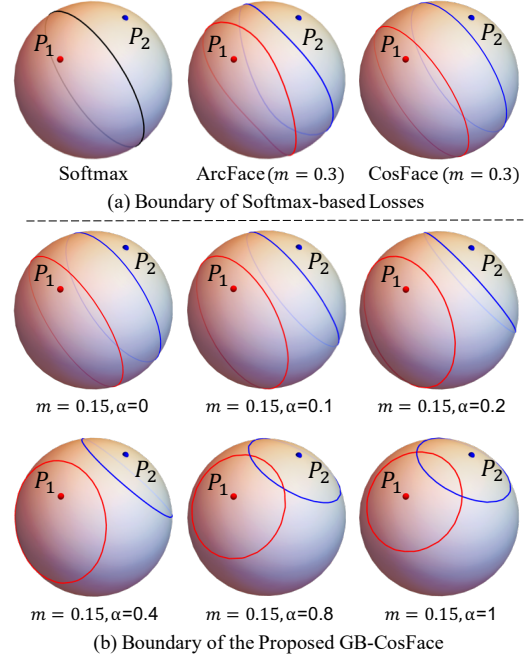 P₁ P₂ P₁ P₂ P₁ P₂
Softmax ArcFace (m = 0.3) CosFace (m = 0.3)
(a) Boundary of Softmax-based Losses
P₁ P₂ P₁ P₂ P₁ P₂
m = 0.15, α=0 m = 0.15, α=0.1 m = 0.15, α=0.2
P₁ P₂ P₁ P₂ P₁ P₂
m = 0.15, α=0.4 m = 0.15, α=0.8 m = 0.15, α=1
(b) Boundary of the Proposed GB-CosFace